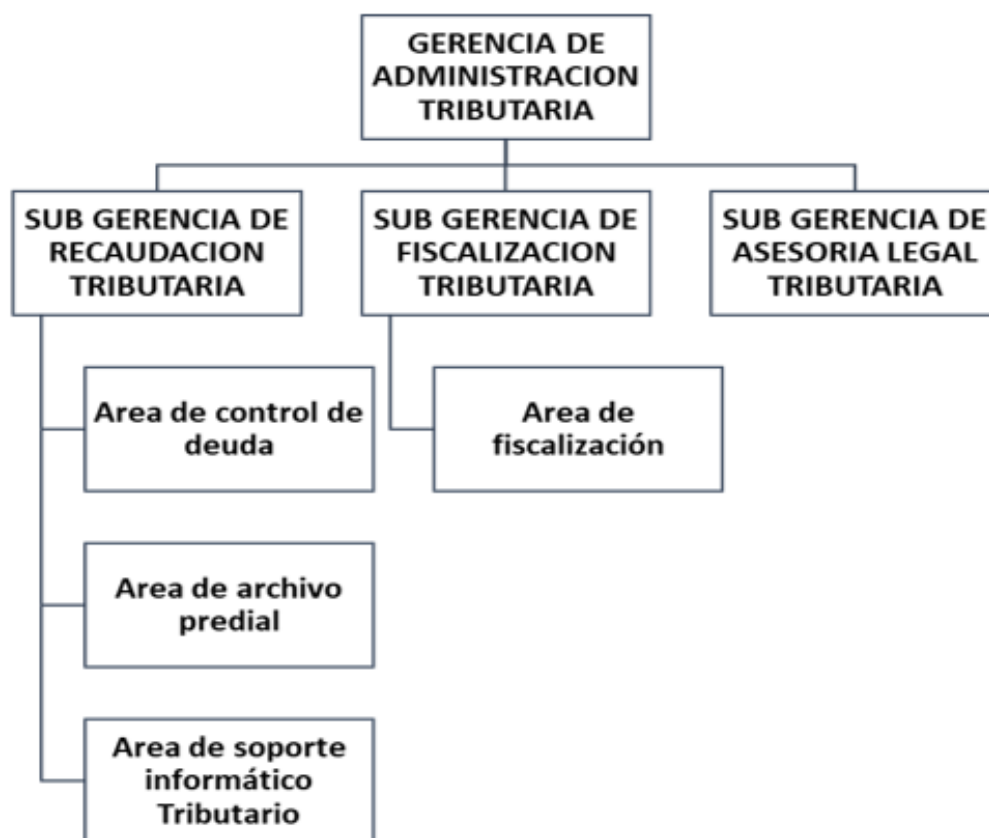 GERENCIA DE
ADMINISTRACION
TRIBUTARIA
SUB GERENCIA DE
RECAUDACION
TRIBUTARIA
SUB GERENCIA DE
FISCALIZACION
TRIBUTARIA
SUB GERENCIA DE
ASESORIA LEGAL
TRIBUTARIA
Area de control de
deuda
Area de
fiscalización
Area de archivo
predial
Area de soporte
informático
Tributario